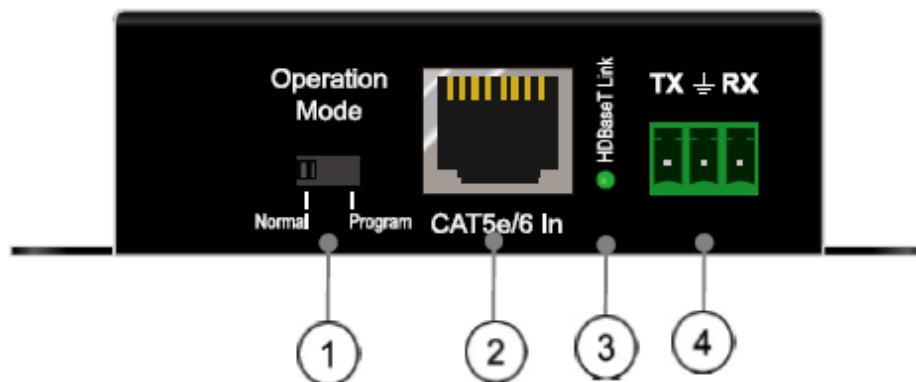 Operation
Mode
HDBaseT Link
TX ⏚ RX
Normal
Program
CAT5e/6 In
1
2
3
4